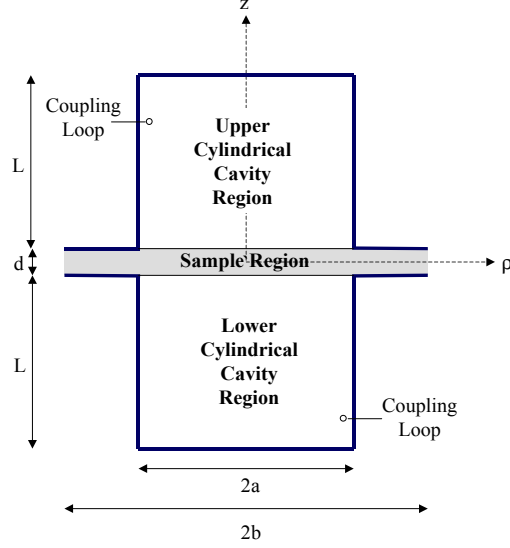 z
Coupling
Loop
Upper
Cylindrical
Cavity
Region
L
d
Sample Region
ρ
Lower
Cylindrical
Cavity
Region
L
Coupling
Loop
2a
2b